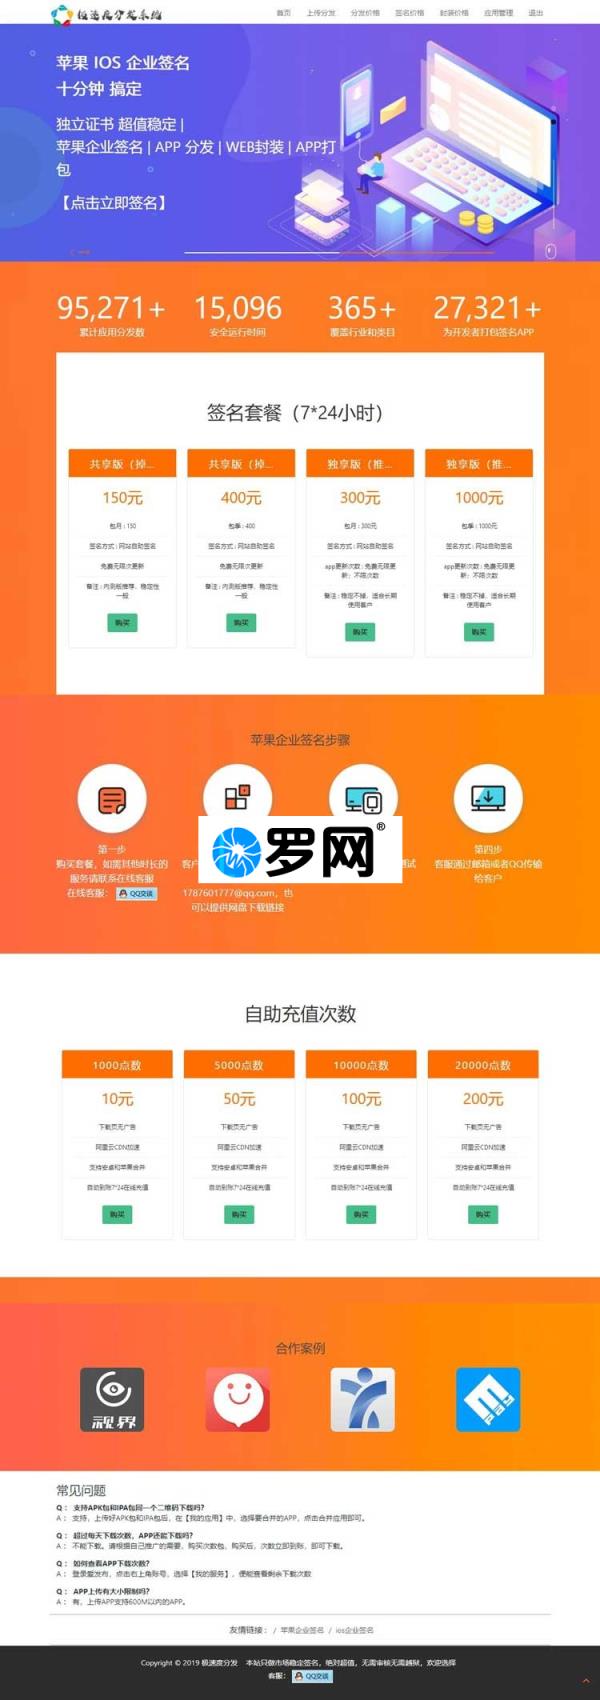 极速度分发系统
首页 上传分发 分发价格 签名价格 封装价格 应用管理 退出
苹果 IOS 企业签名
十分钟 搞定
独立证书 超值稳定 |
苹果企业签名 | APP 分发 | WEB封装 | APP打
包
【点击立即签名】
95,271+ 15,096 365+ 27,321+
累计应用分发数 安全运行时间 覆盖行业和类目 为开发者打包签名APP
签名套餐（7*24小时）
共享版（掉... 共享版（掉... 独享版（推... 独享版（推...
150元 400元 300元 1000元
包月：150 包季：400 包月：300元 包季：1000元
签名方式：网站自助签名 签名方式：网站自助签名 签名方式：网站自助签名 签名方式：网站自助签名
免费无限次更新 免费无限次更新 app更新次数：免费无限更新；不限次数 app更新次数：免费无限更新；不限次数
备注：内测版推荐，稳定性一般 备注：内测版推荐，稳定性一般 备注：稳定不掉，适合长期使用客户 备注：稳定不掉，适合长期使用客户
购买 购买 购买 购买
苹果企业签名步骤
第一步
购买套餐，如需其他时长的
服务请联系在线客服
在线客服： QQ交谈
客户
1787601777@qq.com，也
可以提供网盘下载链接
测试
第四步
客服通过邮箱或者QQ传输
给客户
罗网®
自助充值次数
1000点数 5000点数 10000点数 20000点数
10元 50元 100元 200元
下载页无广告 下载页无广告 下载页无广告 下载页无广告
阿里云CDN加速 阿里云CDN加速 阿里云CDN加速 阿里云CDN加速
支持安卓和苹果合并 支持安卓和苹果合并 支持安卓和苹果合并 支持安卓和苹果合并
自动到账7*24在线充值 自动到账7*24在线充值 自动到账7*24在线充值 自动到账7*24在线充值
购买 购买 购买 购买
合作案例
视界
常见问题
Q： 支持APK包和IPA包同一个二维码下载吗?
A： 支持，上传好APK包和IPA包后，在【我的应用】中，选择要合并的APP，点击合并应用即可。
Q： 超过每天下载次数，APP还能下载吗?
A： 不能下载。请根据自己推广的需要，购买次数包，购买后，次数立即到账，即可下载。
Q： 如何查看APP下载次数?
A： 登录爱发布，点击右上角账号，选择【我的服务】，便能查看剩余下载次数
Q： APP上传有大小限制吗?
A： 有，上传APP支持600M以内的APP。
友情链接： / 苹果企业签名 / ios企业签名
Copyright © 2019 极速度分发 本站只做市场稳定签名，绝对超值，无需审核无需越狱，欢迎选择
客服： QQ交谈